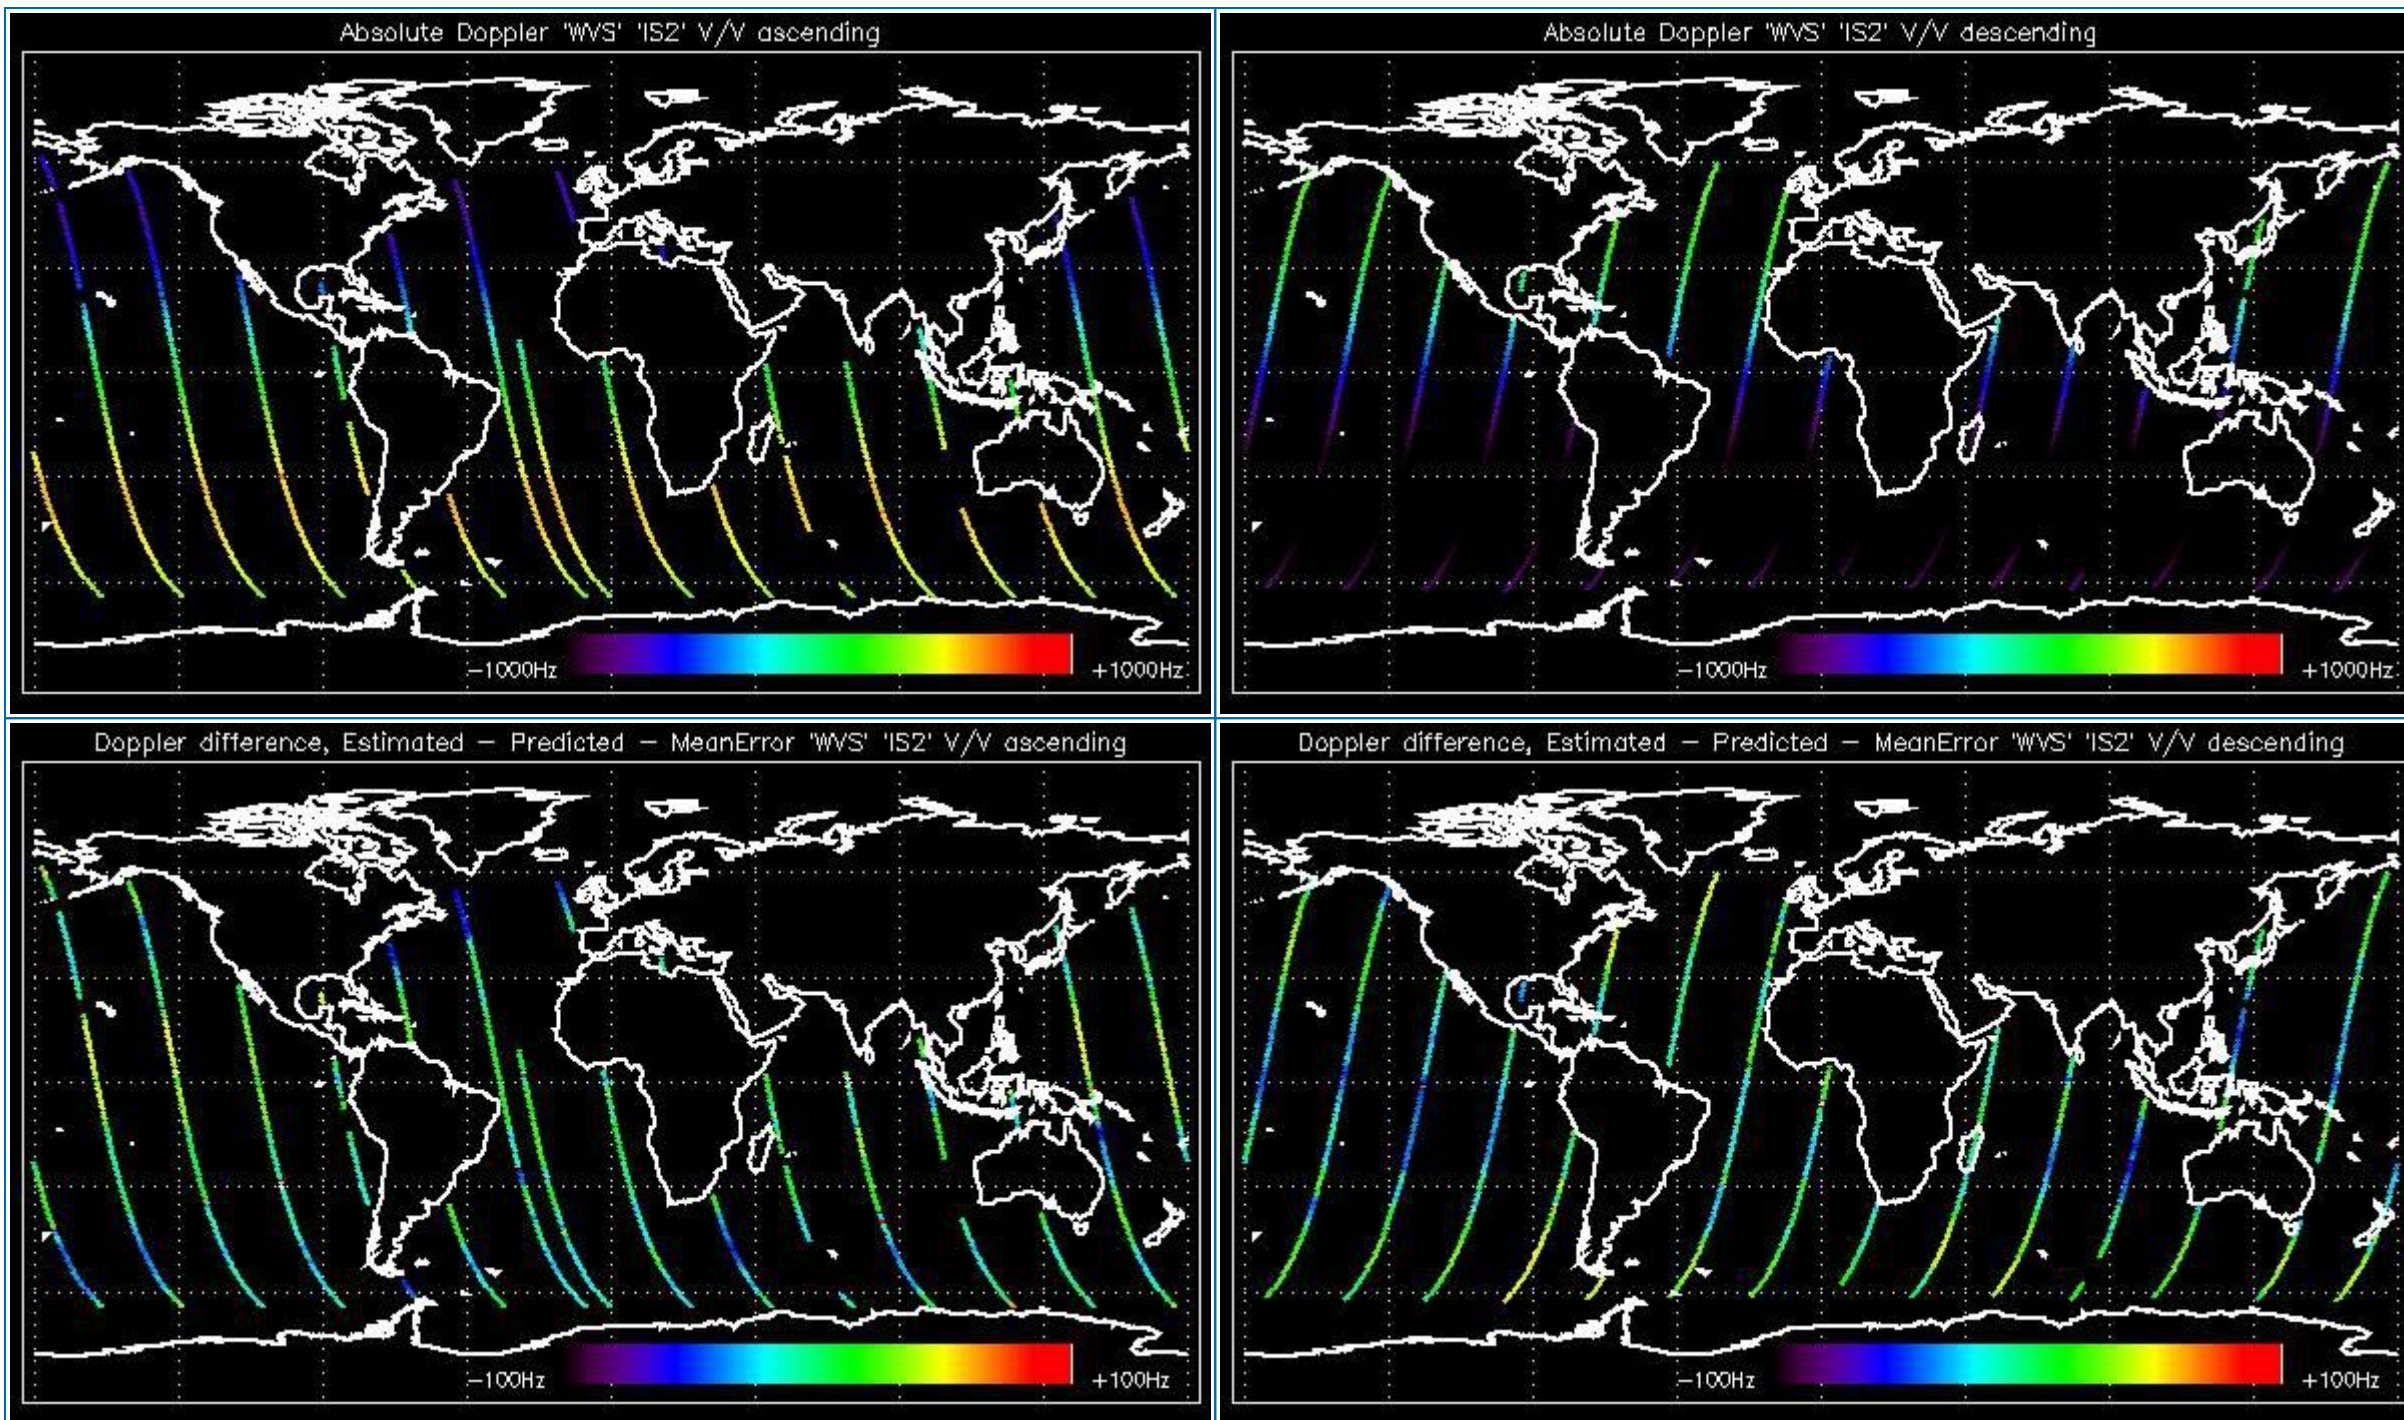 Absolute Doppler 'WVS' 'IS2' V/V ascending
-1000Hz
+1000Hz
Absolute Doppler 'WVS' 'IS2' V/V descending
-1000Hz
+1000Hz
Doppler difference, Estimated - Predicted - MeanError 'WVS' 'IS2' V/V ascending
-100Hz
+100Hz
Doppler difference, Estimated - Predicted - MeanError 'WVS' 'IS2' V/V descending
-100Hz
+100Hz